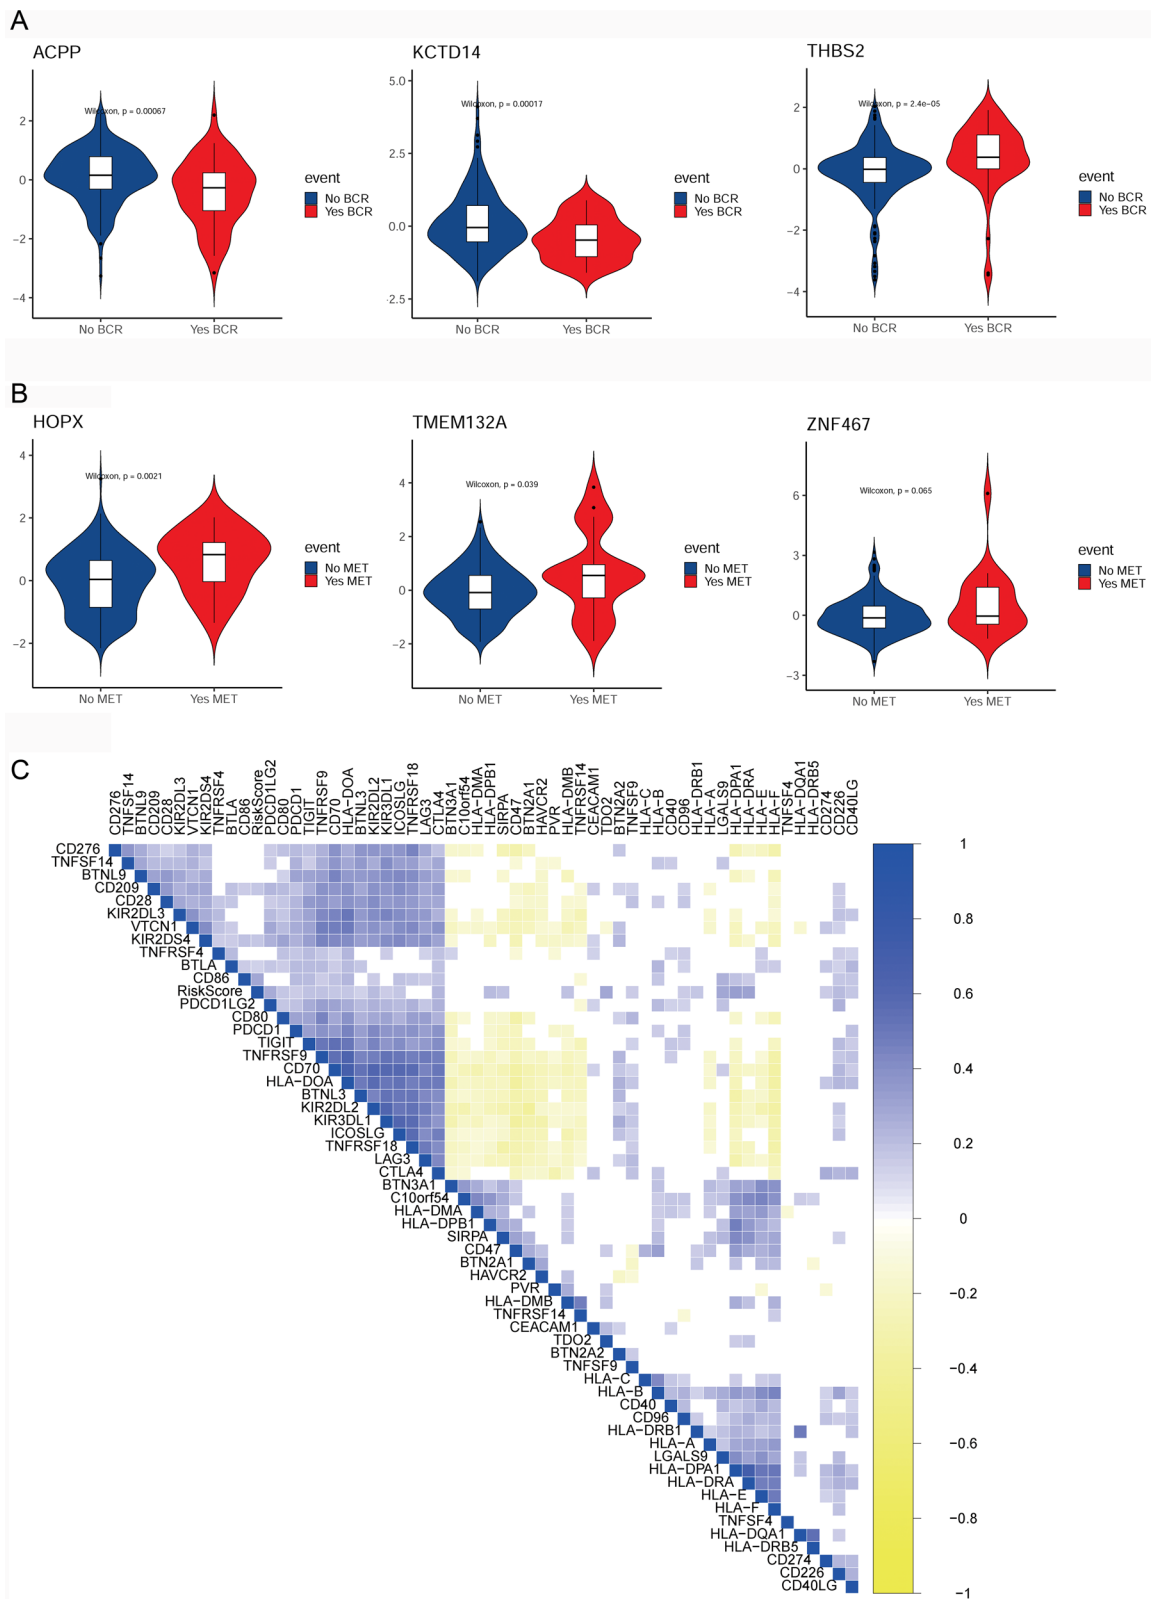 A
ACPP
KCTD14
THBS2
Wilcoxon, p = 0.00067
Wilcoxon, p = 0.00017
Wilcoxon, p = 2.4e−05
2
0
−2
−4
5.0
2.5
0.0
-2.5
2
0
−2
−4
event
No BCR
Yes BCR
event
No BCR
Yes BCR
event
No BCR
Yes BCR
No BCR
Yes BCR
No BCR
Yes BCR
No BCR
Yes BCR
B
HOPX
TMEM132A
ZNF467
Wilcoxon, p = 0.0021
Wilcoxon, p = 0.039
Wilcoxon, p = 0.065
4
2
0
−2
4
2
0
−2
6
3
0
−3
event
No MET
Yes MET
event
No MET
Yes MET
event
No MET
Yes MET
No MET
Yes MET
No MET
Yes MET
No MET
Yes MET
C
CD276
TNFSF14
BTNL9
CD209
CD28
KIR2DL3
VTCN1
KIR2DS4
TNFRSF4
BTLA
CD86
RiskScore
PDCD1LG2
CD80
PDCD1
TIGIT
TNFRSF9
CD70
HLA−DOA
BTNL3
KIR2DL2
KIR3DL1
ICOSLG
TNFRSF18
LAG3
CTLA4
BTN3A1
C10orf54
HLA−DMA
HLA−DPB1
SIRPA
CD47
BTN2A1
HAVCR2
PVR
HLA−DMB
TNFRSF14
CEACAM1
TDO2
BTN2A2
TNFSF9
HLA−C
HLA−B
CD40
CD96
HLA−DRB1
HLA−A
LGALS9
HLA−DPA1
HLA−DRA
HLA−E
HLA−F
TNFSF4
HLA−DQA1
HLA−DRB5
CD274
CD226
CD40LG
CD276
TNFSF14
BTNL9
CD209
CD28
KIR2DL3
VTCN1
KIR2DS4
TNFRSF4
BTLA
CD86
RiskScore
PDCD1LG2
CD80
PDCD1
TIGIT
TNFRSF9
CD70
HLA−DOA
BTNL3
KIR2DL2
KIR3DL1
ICOSLG
TNFRSF18
LAG3
CTLA4
BTN3A1
C10orf54
HLA−DMA
HLA−DPB1
SIRPA
CD47
BTN2A1
HAVCR2
PVR
HLA−DMB
TNFRSF14
CEACAM1
TDO2
BTN2A2
TNFSF9
HLA−C
HLA−B
CD40
CD96
HLA−DRB1
HLA−A
LGALS9
HLA−DPA1
HLA−DRA
HLA−E
HLA−F
TNFSF4
HLA−DQA1
HLA−DRB5
CD274
CD226
CD40LG
1
0.8
0.6
0.4
0.2
0
−0.2
−0.4
−0.6
−0.8
−1